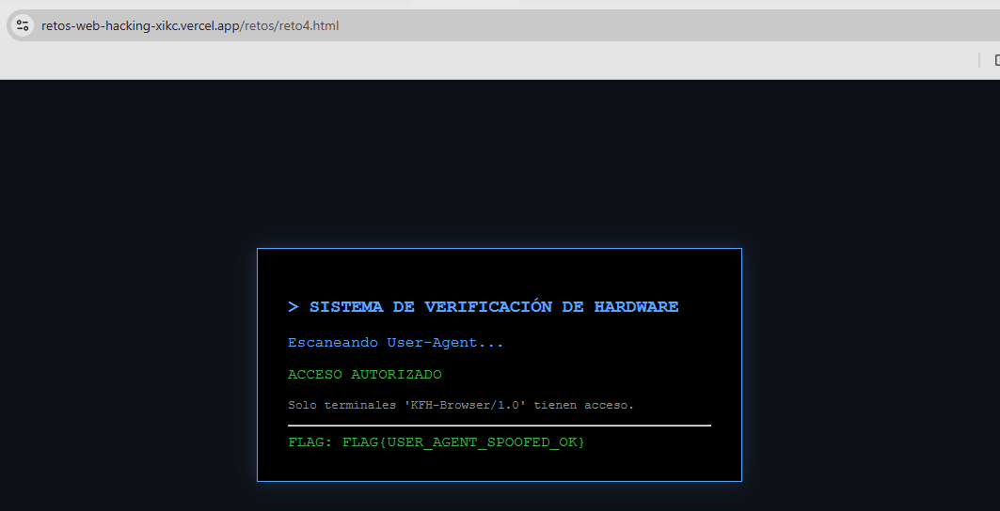 retos-web-hacking-xikc.vercel.app/retos/reto4.html
> SISTEMA DE VERIFICACIÓN DE HARDWARE
Escaneando User-Agent...
ACCESO AUTORIZADO
Solo terminales 'KFH-Browser/1.0' tienen acceso.
FLAG: FLAG{USER_AGENT_SPOOFED_OK}